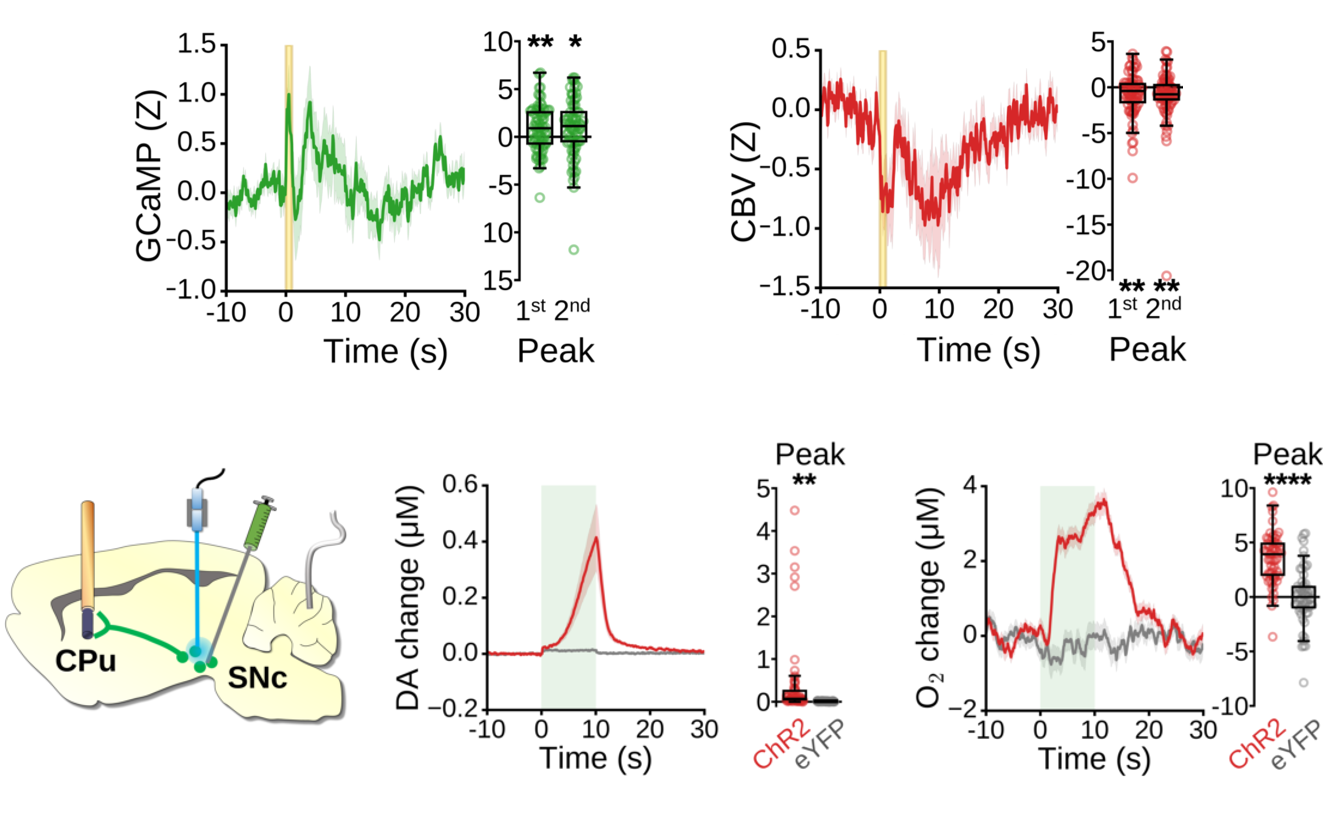 GCaMP (Z)
1.5
1.0
0.5
0.0
−0.5
−1.0
-10 0 10 20 30
Time (s)
** *
10
5
0
-5
10
15
1st 2nd
Peak
CBV (Z)
0.5
0.0
−0.5
−1.0
−1.5
-10 0 10 20 30
Time (s)
5
0
-5
-10
-15
-20
** **
1st 2nd
Peak
CPu
SNc
DA change (μM)
0.6
0.4
0.2
0.0
−0.2
-10 0 10 20 30
Time (s)
Peak
**
5
4
3
2
1
0
ChR2
eYFP
O2 change (μM)
4
2
0
−2
-10 0 10 20 30
Time (s)
Peak
****
10
5
0
-5
-10
ChR2
eYFP